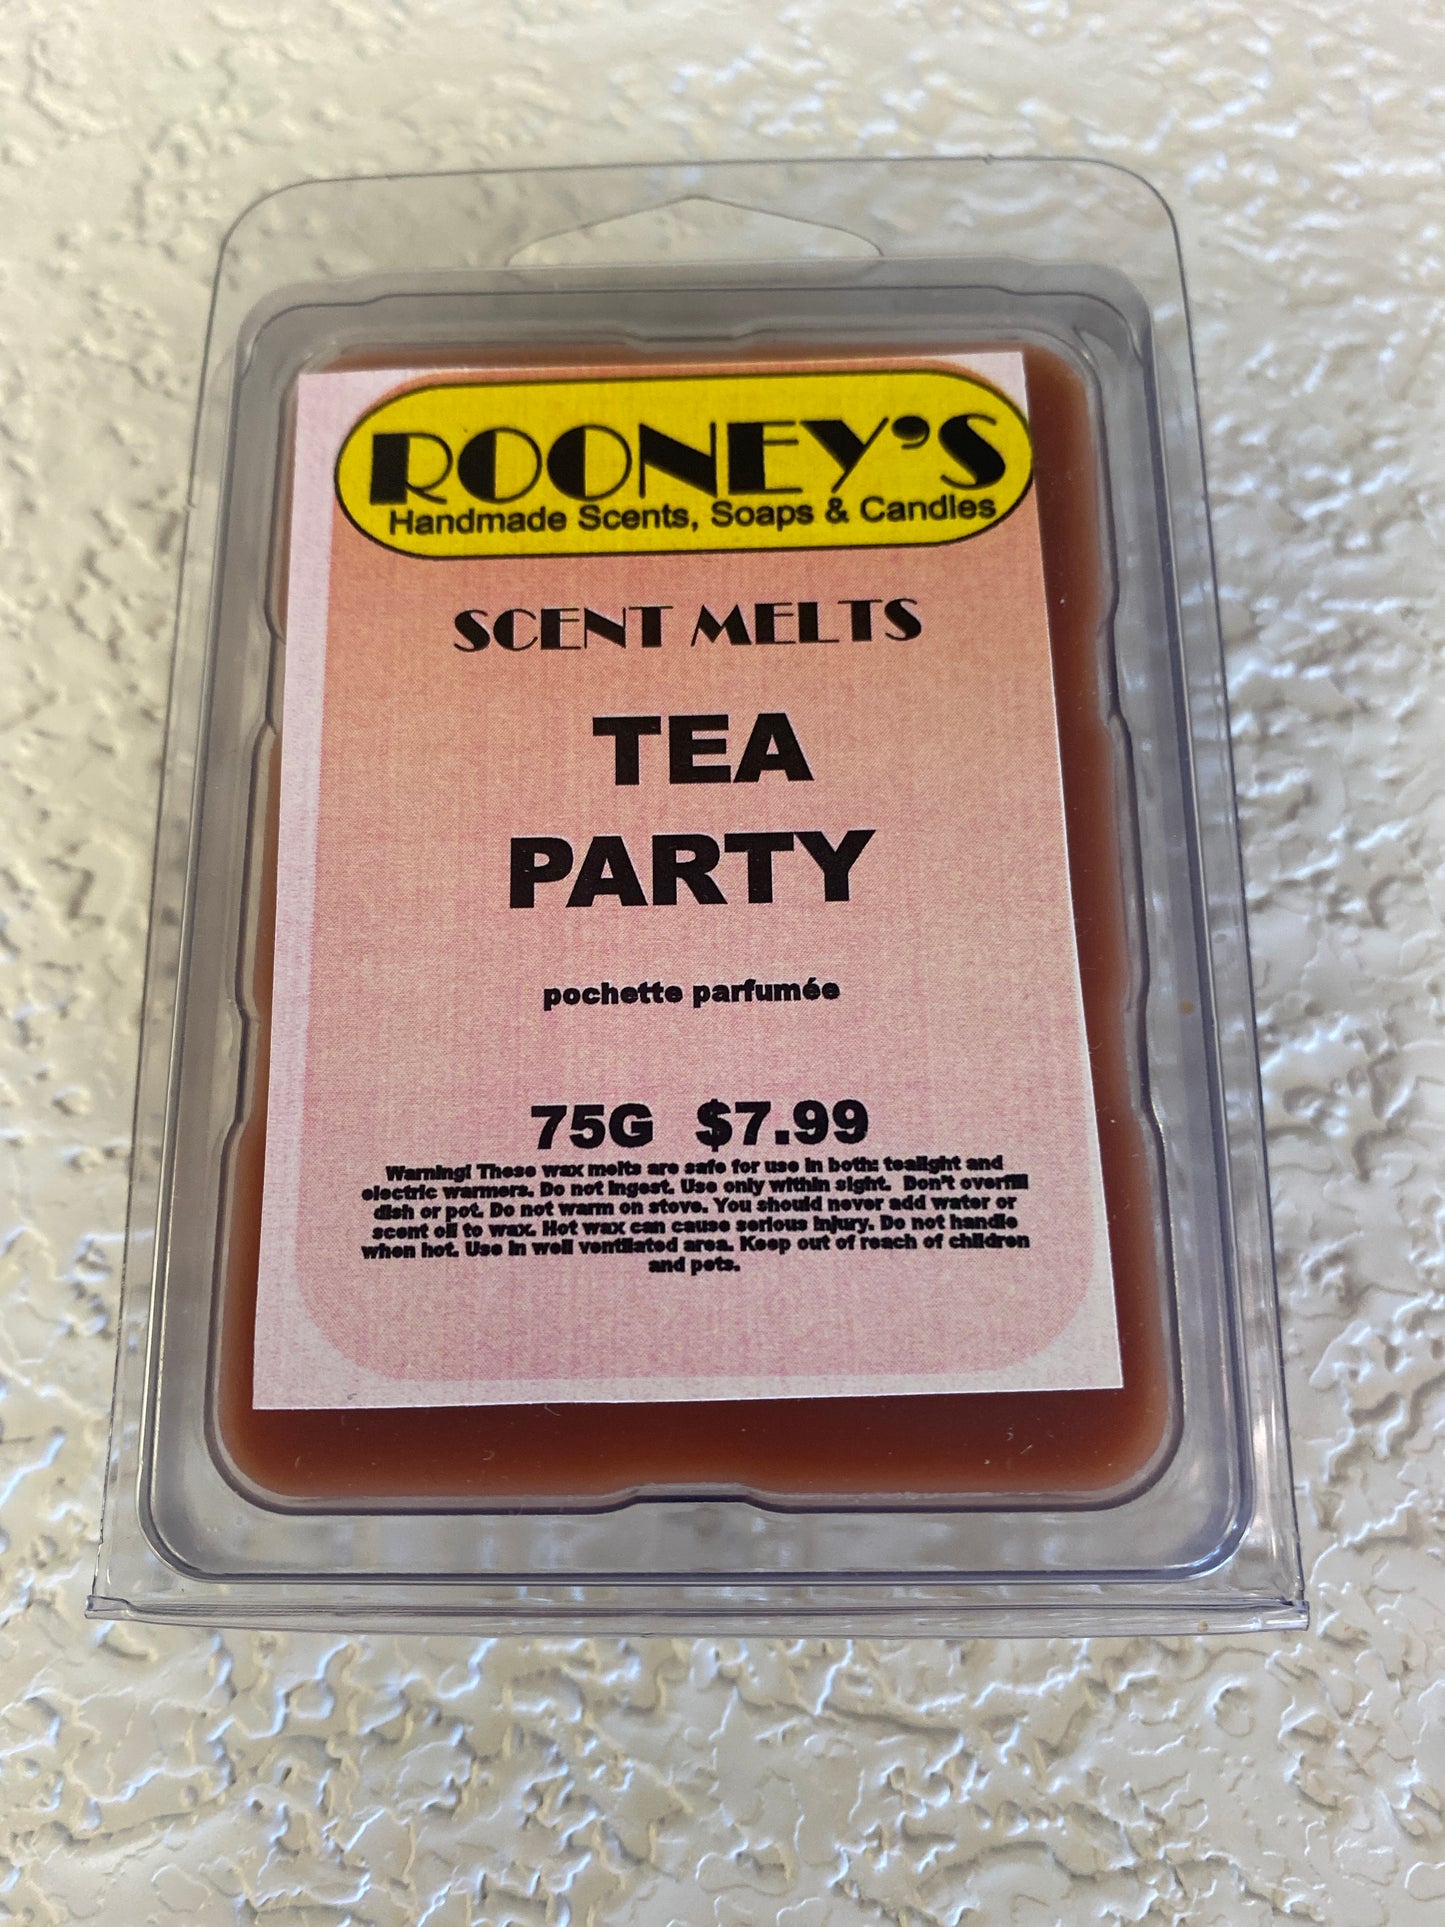 ROONEY'S
Handmade Scents, Soaps & Candles
SCENT MELTS
TEA
PARTY
pochette parfumée
75G $7.99
Warning! These wax melts are safe for use in both: tealight and
electric warmers. Do not ingest. Use only within sight. Don't overfill
dish or pot. Do not warm on stove. You should never add water or
scent oil to wax. Hot wax can cause serious injury. Do not handle
when hot. Use in well ventilated area. Keep out of reach of children
and pets.